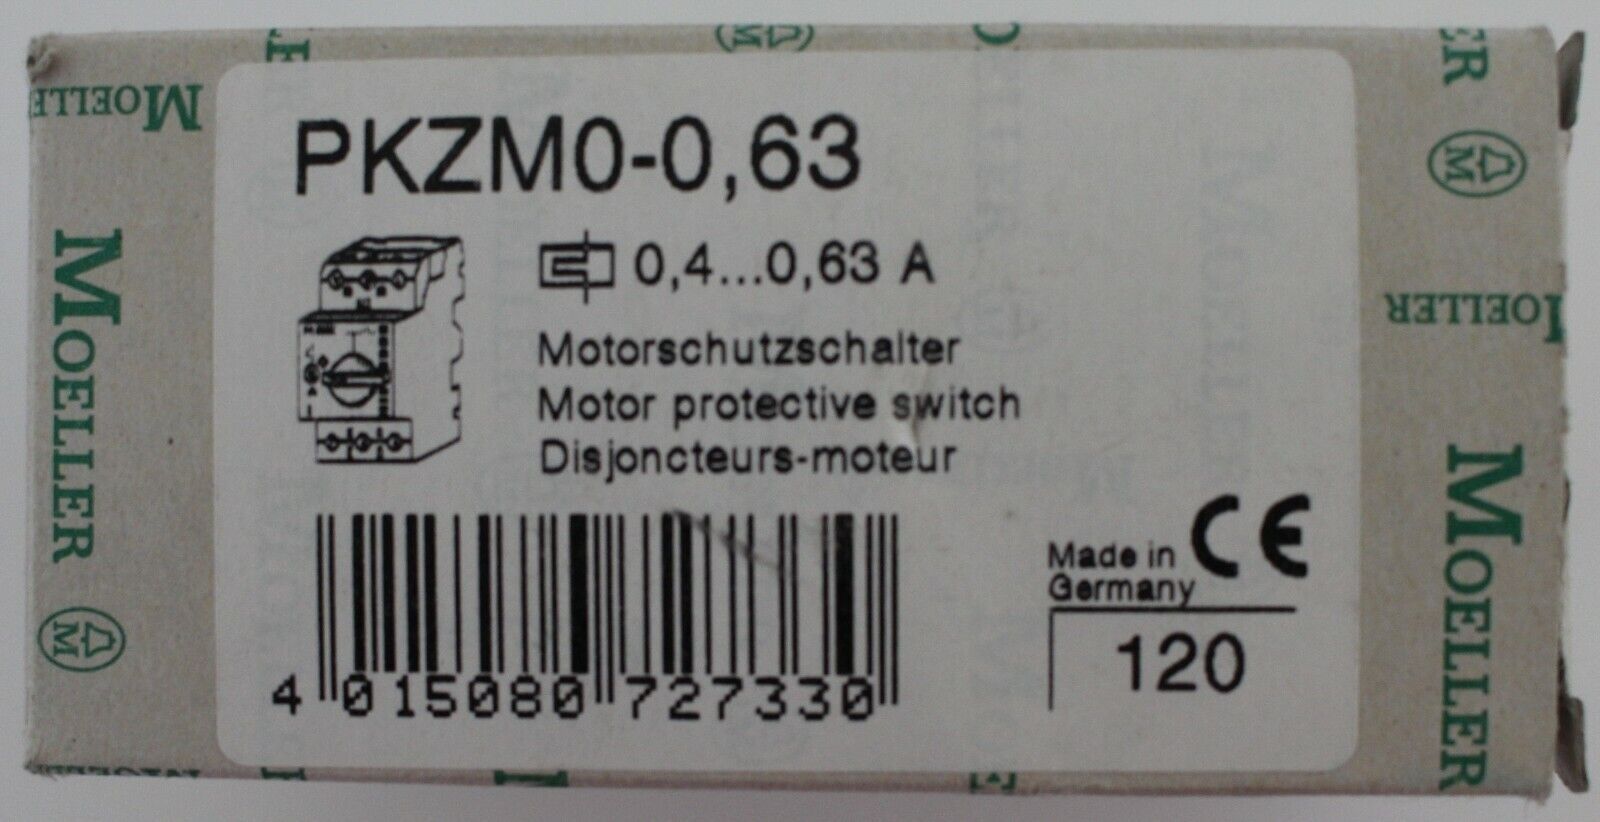 MOELLER
PKZM0-0,63
0,4...0,63 A
Motorschutzschalter
Motor protective switch
Disjoncteurs-moteur
Made in
Germany
CE
120
4 015080 727330
MOELLER
M
MOELLER
M
MOELLER